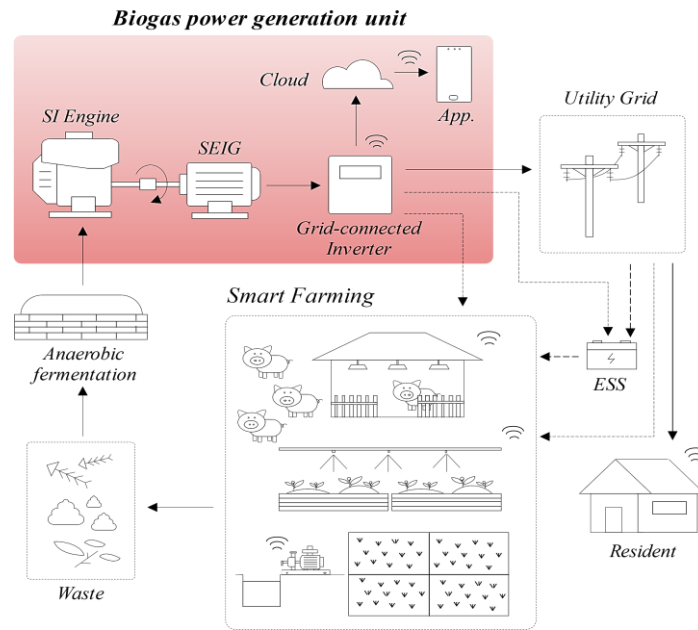 Biogas power generation unit
Cloud
App.
Utility Grid
SI Engine
SEIG
Grid-connected
Inverter
Smart Farming
Anaerobic
fermentation
ESS
Resident
Waste